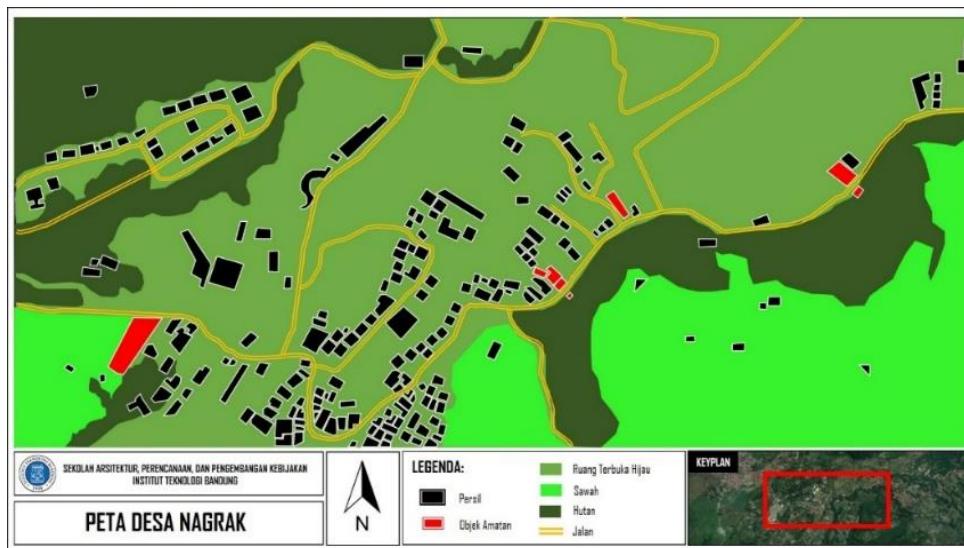 SEKOLAH ARSITEKTUR, PERENCANAAN, DAN PENGEMBANGAN KEBIJAKAN
INSTITUT TEKNOLOGI BANDUNG
PETA DESA NAGRAK
N
LEGENDA:
Persil
Objek Amatan
Ruang Terbuka Hijau
Sawah
Hutan
Jalan
KEYPLAN